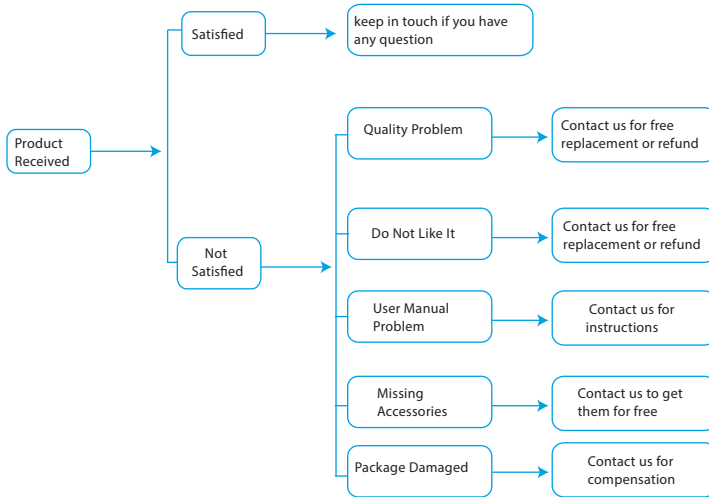 Product
Received
Satisfied
keep in touch if you have
any question
Not
Satisfied
Quality Problem
Contact us for free
replacement or refund
Do Not Like It
Contact us for free
replacement or refund
User Manual
Problem
Contact us for
instructions
Missing
Accessories
Contact us to get
them for free
Package Damaged
Contact us for
compensation